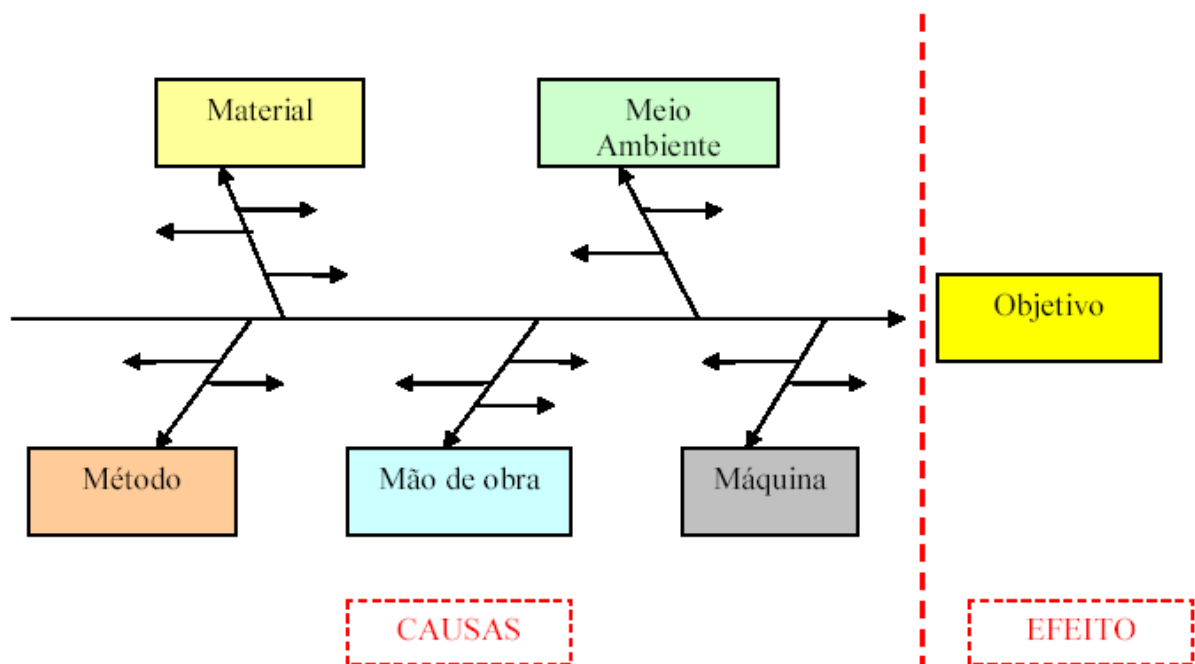 Material
Meio
Ambiente
Objetivo
Método
Mão de obra
Máquina
CAUSAS
EFEITO